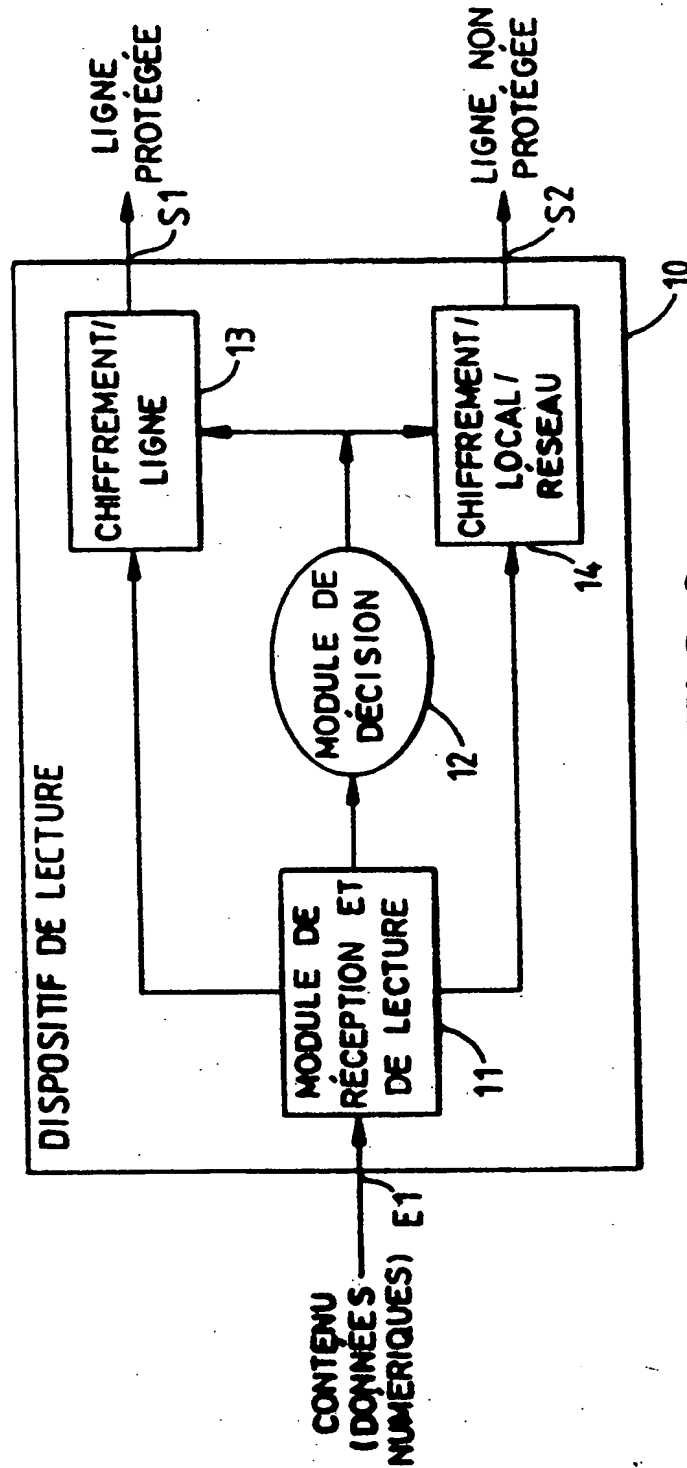 DISPOSITIF DE LECTURE
CONTENU
(DONNÉES
NUMÉRIQUES)
E1
MODULE DE
RÉCEPTION ET
DE LECTURE
11
MODULE DE
DÉCISION
12
CHIFFREMENT/
LIGNE
13
CHIFFREMENT/
LOCAL/
RÉSEAU
14
S1
LIGNE
PROTÉGÉE
S2
LIGNE NON
PROTÉGÉE
10